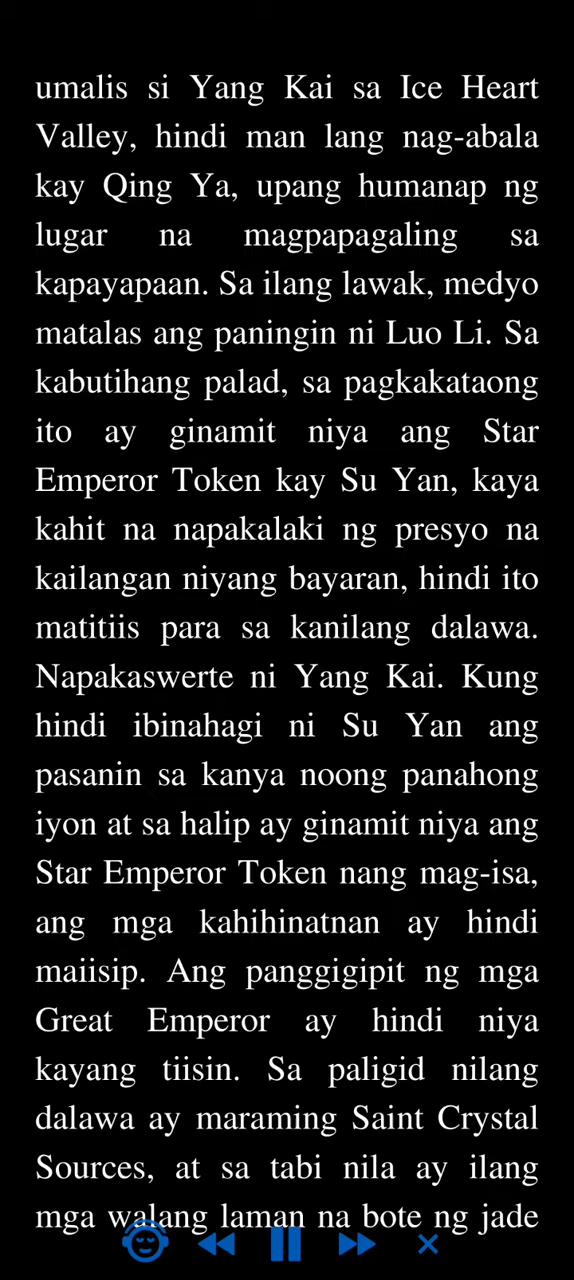 umalis si Yang Kai sa Ice Heart
Valley, hindi man lang nag-abala
kay Qing Ya, upang humanap ng
lugar na magpapagaling sa
kapayapaan. Sa ilang lawak, medyo
matalas ang paningin ni Luo Li. Sa
kabutihang palad, sa pagkakataong
ito ay ginamit niya ang Star
Emperor Token kay Su Yan, kaya
kahit na napakalaki ng presyo na
kailangan niyang bayaran, hindi ito
matitiis para sa kanilang dalawa.
Napakaswerte ni Yang Kai. Kung
hindi ibinahagi ni Su Yan ang
pasanin sa kanya noong panahong
iyon at sa halip ay ginamit niya ang
Star Emperor Token nang mag-isa,
ang mga kahihinatnan ay hindi
maiisip. Ang panggigipit ng mga
Great Emperor ay hindi niya
kayang tiisin. Sa paligid nilang
dalawa ay maraming Saint Crystal
Sources, at sa tabi nila ay ilang
mga walang laman na bote ng jade